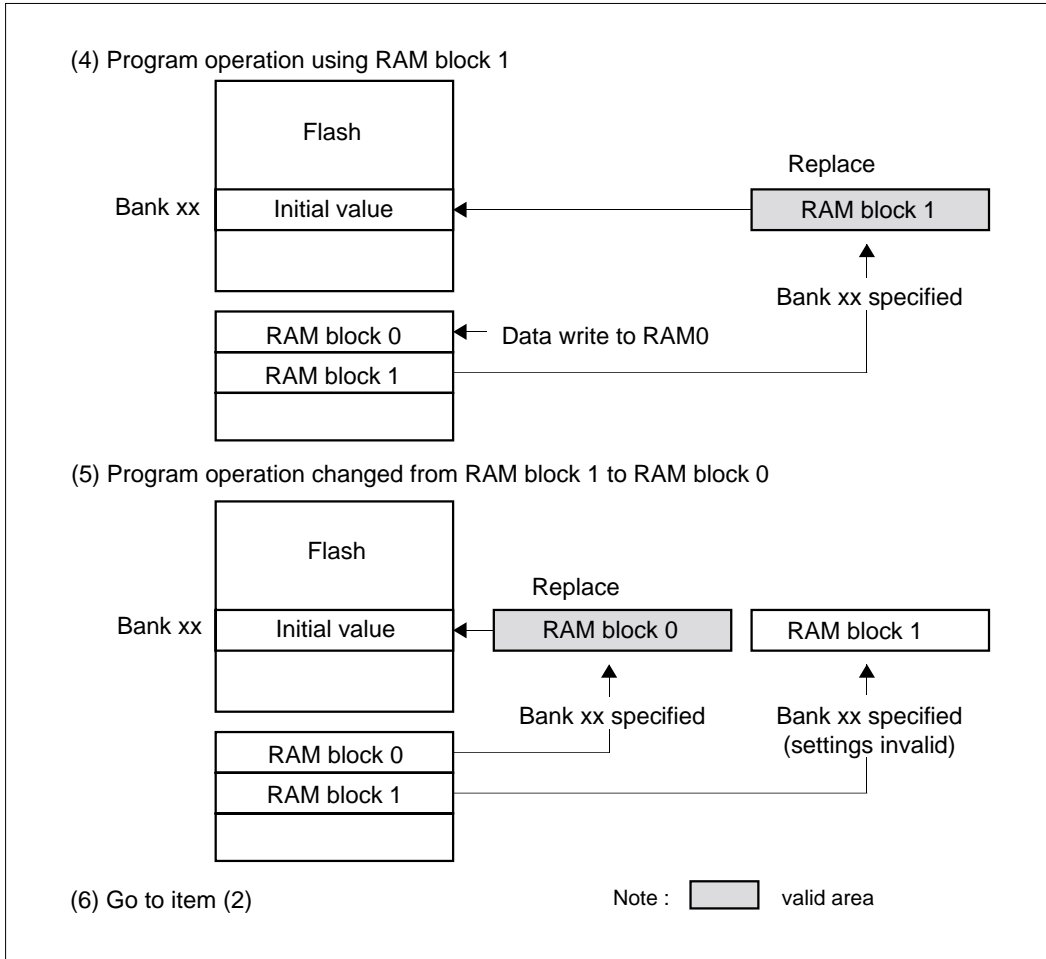 (4) Program operation using RAM block 1
Flash
Replace
Bank xx
Initial value
RAM block 1
Bank xx specified
RAM block 0
Data write to RAM0
RAM block 1
(5) Program operation changed from RAM block 1 to RAM block 0
Flash
Replace
Bank xx
Initial value
RAM block 0
RAM block 1
Bank xx specified
Bank xx specified
(settings invalid)
RAM block 0
RAM block 1
(6) Go to item (2)
Note :
valid area